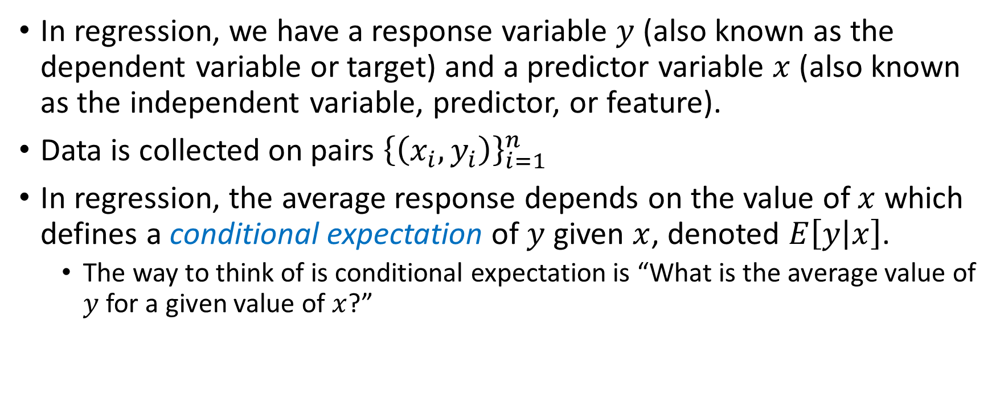 • In regression, we have a response variable y (also known as the
dependent variable or target) and a predictor variable x (also known
as the independent variable, predictor, or feature).
• Data is collected on pairs {(xᵢ, yᵢ)}ⁿᵢ₌₁
• In regression, the average response depends on the value of x which
defines a conditional expectation of y given x, denoted E[y|x].
• The way to think of is conditional expectation is “What is the average value of
y for a given value of x?”